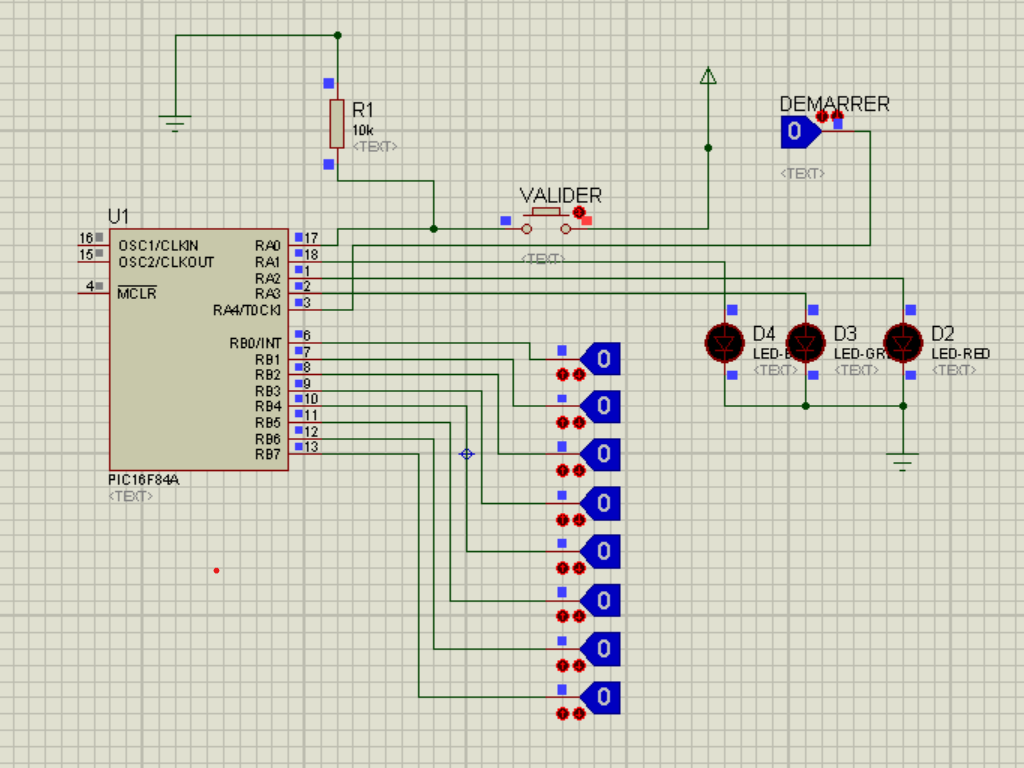 R1
10k
<TEXT>
DEMARRER
0
<TEXT>
VALIDER
<TEXT>
U1
16
15
4
OSC1/CLKIN
OSC2/CLKOUT
MCLR
RA0
RA1
RA2
RA3
RA4/T0CKI
RB0/INT
RB1
RB2
RB3
RB4
RB5
RB6
RB7
17
18
1
2
3
6
7
8
9
10
11
12
13
PIC16F84A
<TEXT>
D4
<TEXT>
D3
LED-GR
<TEXT>
D2
LED-RED
<TEXT>
0
0
0
0
0
0
0
0